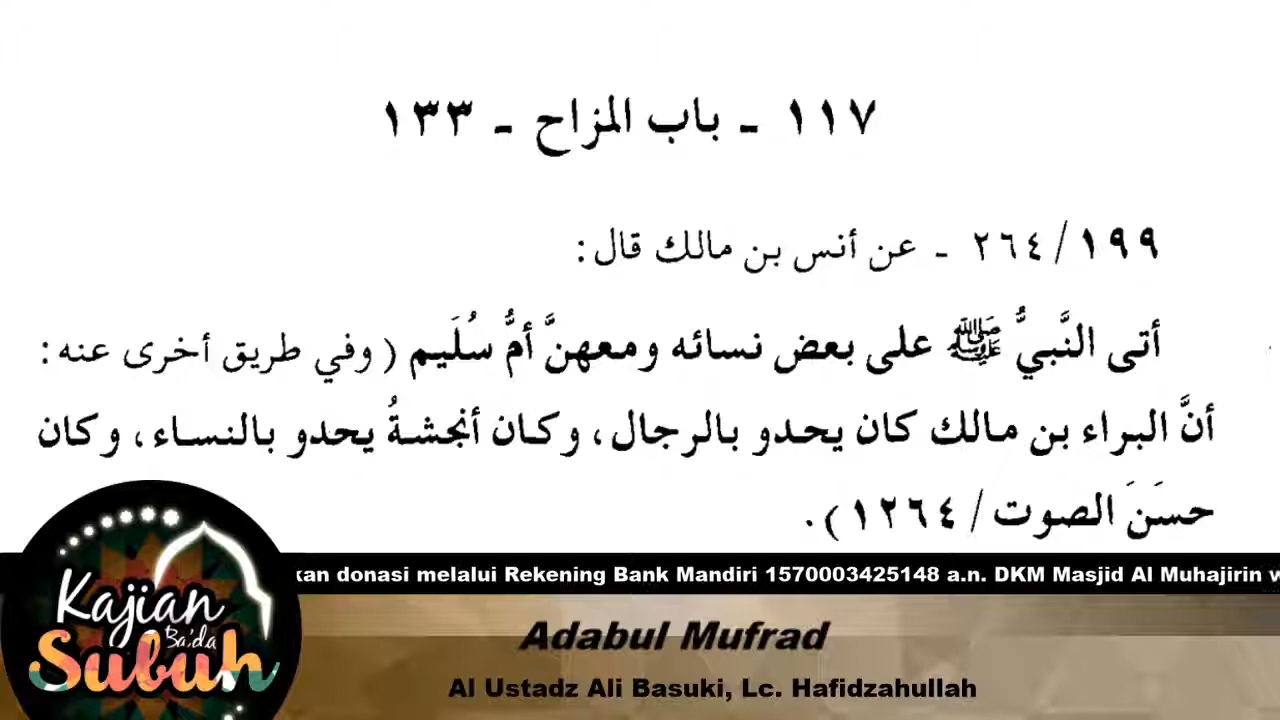 ١١٧ - باب المزاح - ١٣٣
٢٦٤/١٩٩ - عن أنس بن مالك قال:
أتى النَّبيُّ ﷺ على بعض نسائه ومعهنَّ أمُّ سُلَيم (وفي طريق أخرى عنه:
أنَّ البراء بن مالك كان يحدو بالرجال، وكان أنجشةُ يحدو بالنساء، وكان
حسَنَ الصوت/١٢٦٤).
kan donasi melalui Rekening Bank Mandiri 1570003425148 a.n. DKM Masjid Al Muhajirin
Kajian
Ba'da
Subuh
Adabul Mufrad
Al Ustadz Ali Basuki, Lc. Hafidzahullah